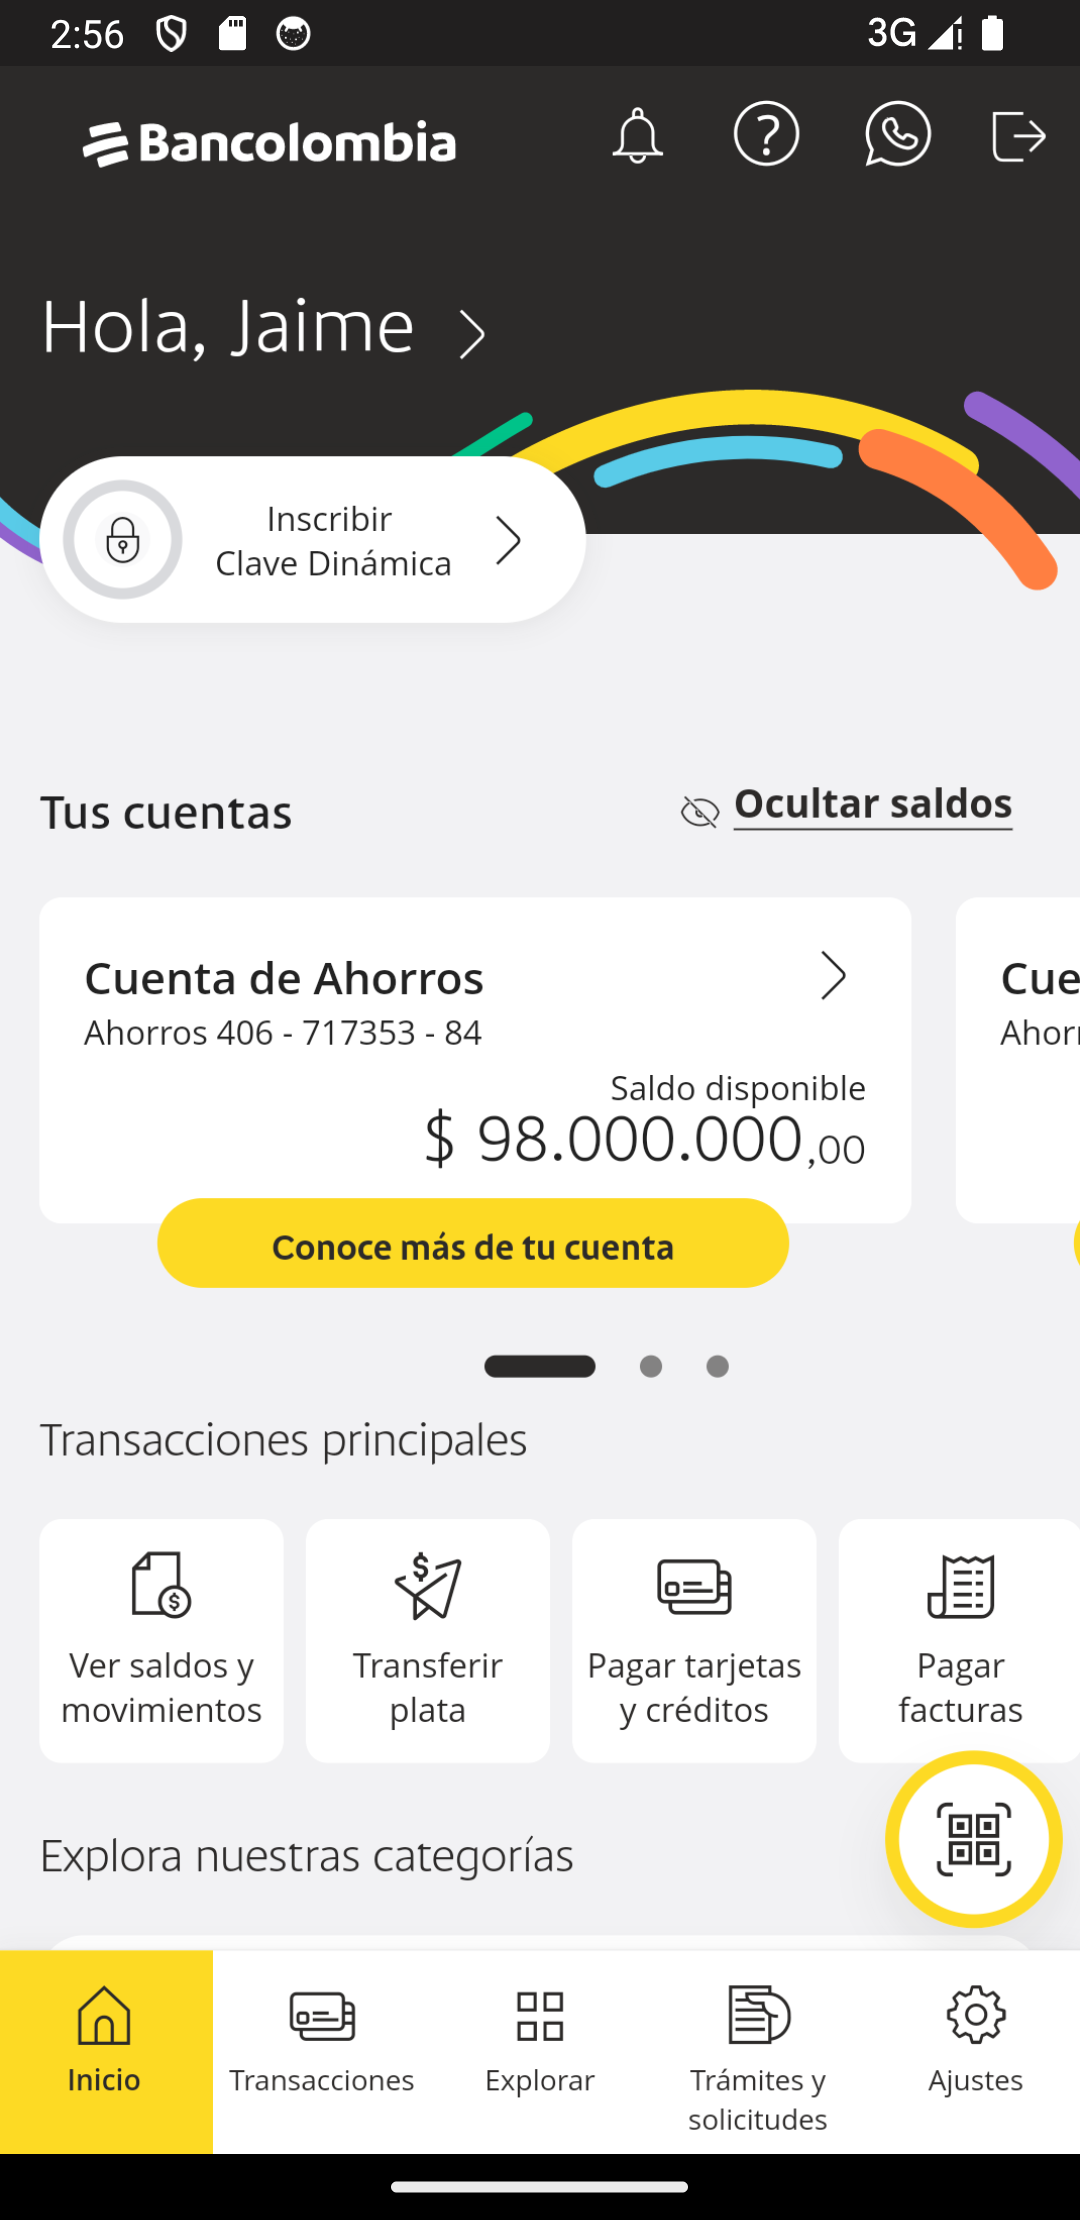 2:56
3G
Bancolombia
Hola, Jaime
Inscribir
Clave Dinámica
Tus cuentas
Ocultar saldos
Cuenta de Ahorros
Ahorros 406 - 717353 - 84
Saldo disponible
$ 98.000.000,00
Conoce más de tu cuenta
Cue
Ahorr
Transacciones principales
Ver saldos y
movimientos
Transferir
plata
Pagar tarjetas
y créditos
Pagar
facturas
Explora nuestras categorías
Inicio
Transacciones
Explorar
Trámites y
solicitudes
Ajustes